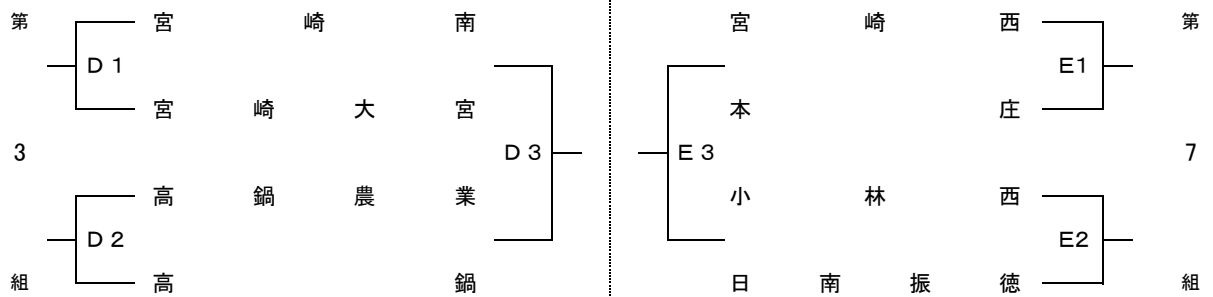 第 宮崎南 宮崎西 第
D1 E1
宮崎大宮 本庄
3 D3 E3 7
高鍋農業 小林西
D2 E2
組 高鍋 日南振徳 組